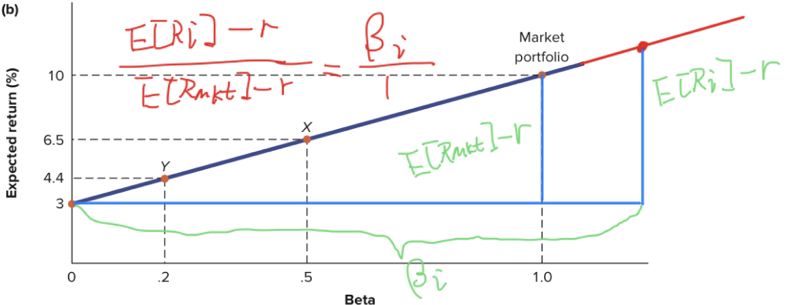 (b)
E[Ri]-r / E[Rmkt]-r = βi / 1
Market
portfolio
10
E[Ri]-r
X
6.5
E[Rmkt]-r
Y
4.4
3
Expected return (%)
βi
0
.2
.5
1.0
Beta